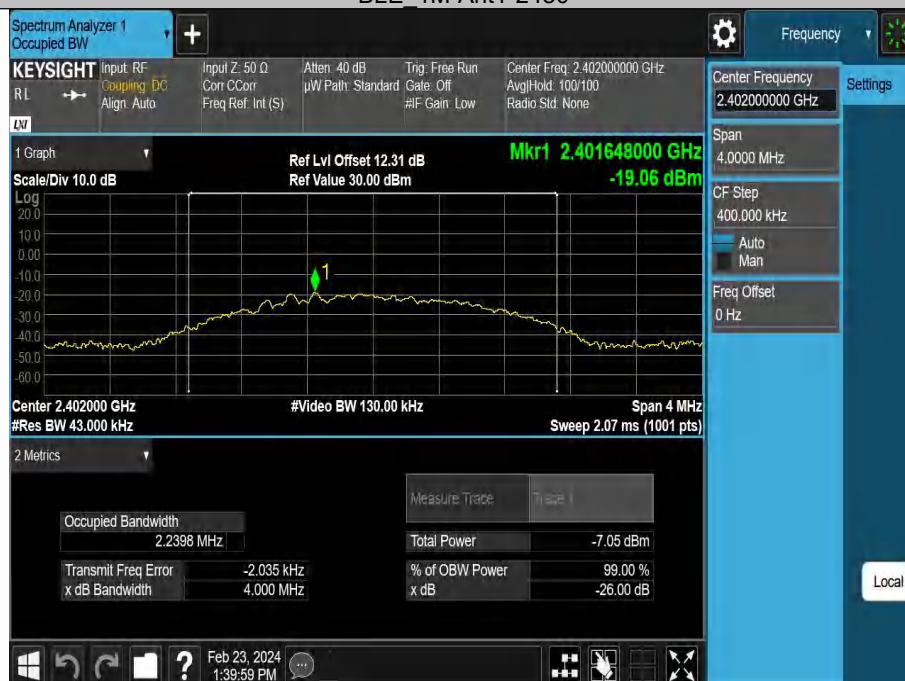 Spectrum Analyzer 1
Occupied BW
+
Frequency
KEYSIGHT
RL
LXI
Input: RF
Coupling: DC
Align: Auto
Input Z: 50 Ω
Corr CCorr
Freq Ref: Int (S)
Atten: 40 dB
µW Path: Standard
Trig: Free Run
Gate: Off
#IF Gain: Low
Center Freq: 2.402000000 GHz
Avg|Hold: 100/100
Radio Std: None
Center Frequency
2.402000000 GHz
Settings
Span
4.0000 MHz
CF Step
400.000 kHz
Auto
Man
Freq Offset
0 Hz
1 Graph
Scale/Div 10.0 dB
Ref Lvl Offset 12.31 dB
Ref Value 30.00 dBm
Mkr1 2.401648000 GHz
-19.06 dBm
Log
20.0
10.0
0.00
-10.0
-20.0
-30.0
-40.0
-50.0
-60.0
1
Center 2.402000 GHz
#Res BW 43.000 kHz
#Video BW 130.00 kHz
Span 4 MHz
Sweep 2.07 ms (1001 pts)
2 Metrics
Measure Trace
Trace 1
Occupied Bandwidth
2.2398 MHz
Total Power
-7.05 dBm
Transmit Freq Error
-2.035 kHz
% of OBW Power
99.00 %
x dB Bandwidth
4.000 MHz
x dB
-26.00 dB
Local
?
Feb 23, 2024
1:39:59 PM